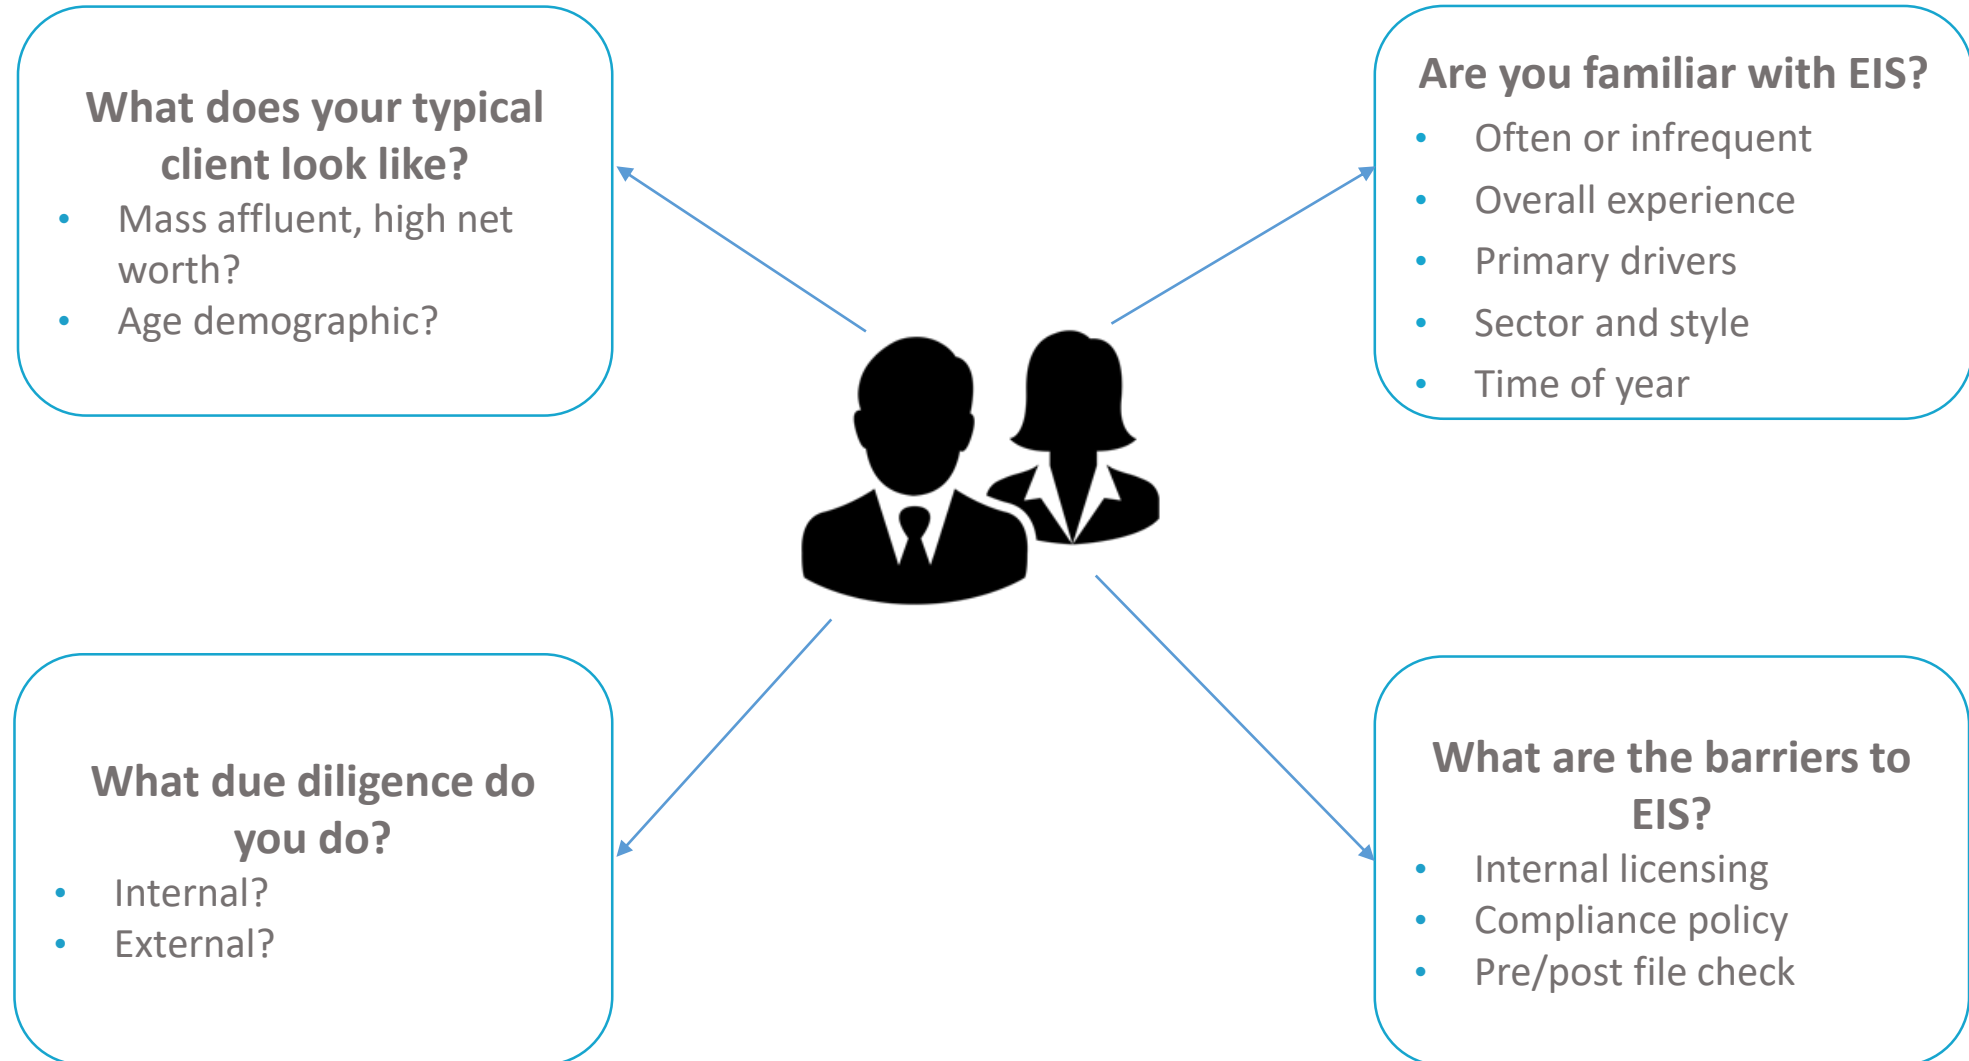 What does your typical
client look like?
• Mass affluent, high net
worth?
• Age demographic?
Are you familiar with EIS?
• Often or infrequent
• Overall experience
• Primary drivers
• Sector and style
• Time of year
What due diligence do
you do?
• Internal?
• External?
What are the barriers to
EIS?
• Internal licensing
• Compliance policy
• Pre/post file check